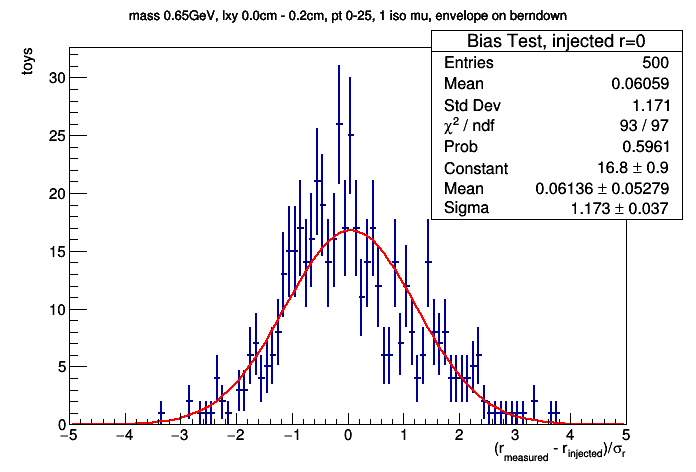 mass 0.65GeV, lxy 0.0cm - 0.2cm, pt 0-25, 1 iso mu, envelope on berndown
Bias Test, injected r=0
Entries 500
Mean 0.06059
Std Dev 1.171
χ² / ndf 93 / 97
Prob 0.5961
Constant 16.8 ± 0.9
Mean 0.06136 ± 0.05279
Sigma 1.173 ± 0.037
toys
30
25
20
15
10
5
0
−5 −4 −3 −2 −1 0 1 2 3 4 5
(r_measured - r_injected)/σ_r